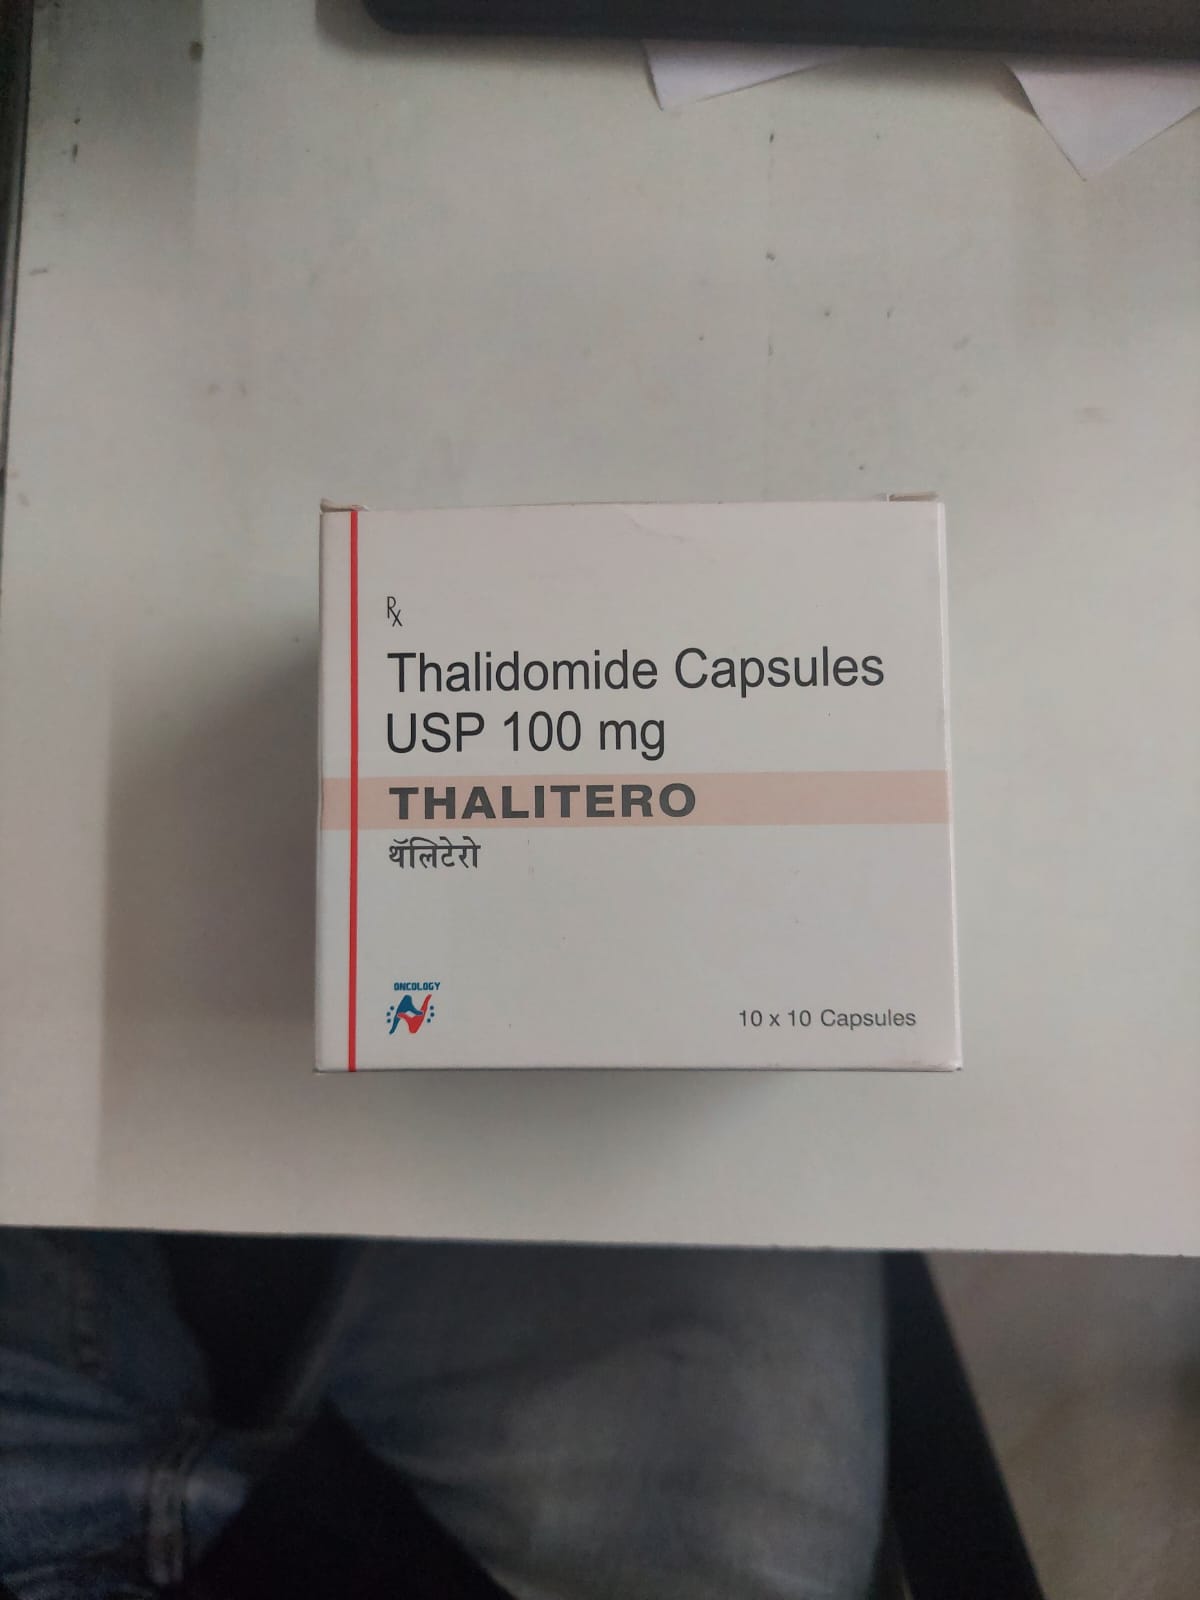 Rx
Thalidomide Capsules
USP 100 mg
THALITERO
थॅलिटेरो
ONCOLOGY
10 x 10 Capsules